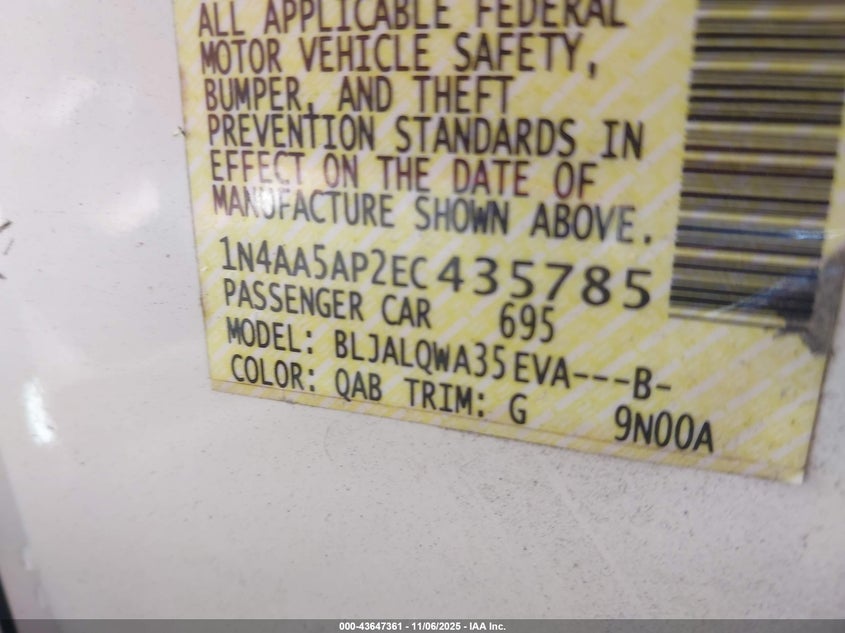 ALL APPLICABLE FEDERAL
MOTOR VEHICLE SAFETY,
BUMPER, AND THEFT
PREVENTION STANDARDS IN
EFFECT ON THE DATE OF
MANUFACTURE SHOWN ABOVE.
1N4AA5AP2EC435785
PASSENGER CAR 695
MODEL: BLJALQWA35EVA---B-
COLOR: QAB TRIM: G 9N00A
000-43647361 - 11/06/2025 - IAA Inc.